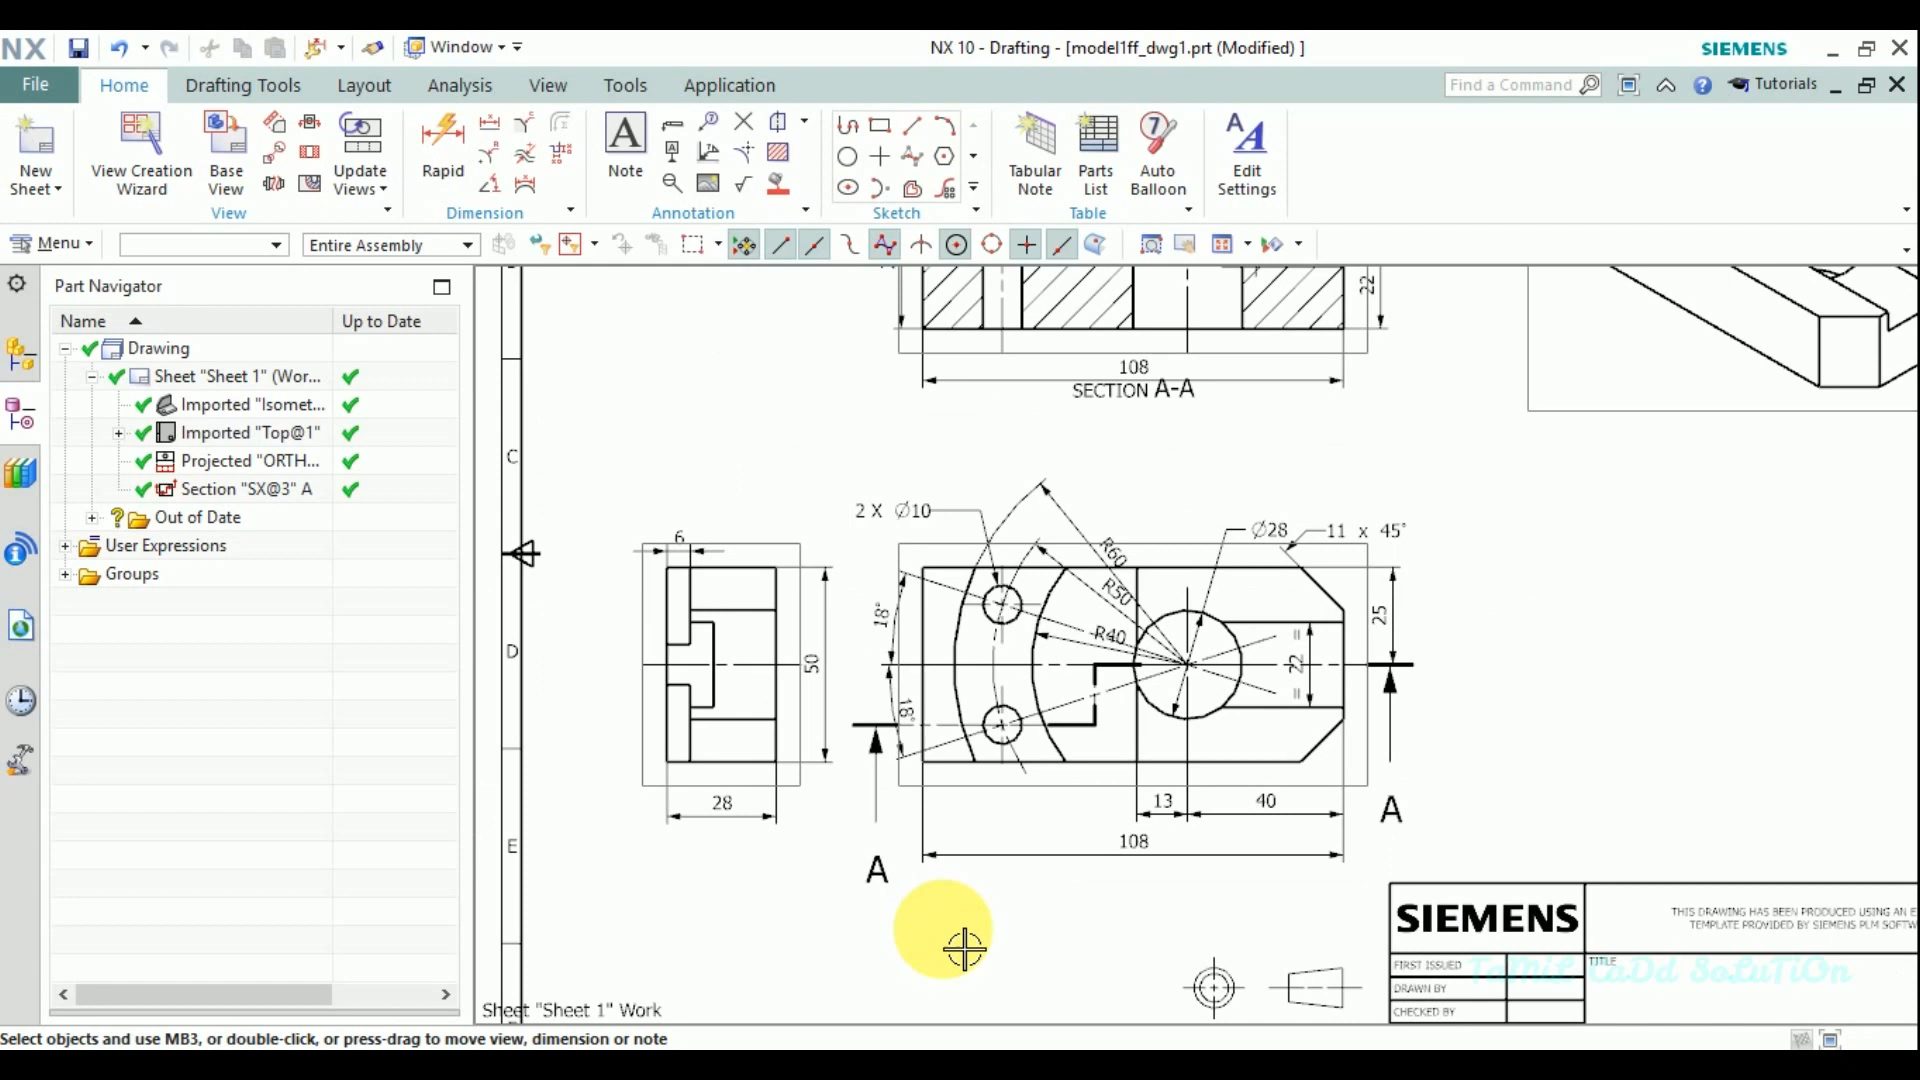 NX
Window
NX 10 - Drafting - [model1ff_dwg1.prt (Modified) ]
SIEMENS
File
Home
Drafting Tools
Layout
Analysis
View
Tools
Application
Find a Command
Tutorials
New Sheet
View Creation Wizard
Base View
Update Views
View
Rapid
Dimension
Note
Annotation
Sketch
Tabular Note
Parts List
Auto Balloon
Table
Edit Settings
Menu
Entire Assembly
Part Navigator
Name
Up to Date
Drawing
Sheet "Sheet 1" (Wor...
Imported "Isomet...
Imported "Top@1"
Projected "ORTH...
Section "SX@3" A
Out of Date
User Expressions
Groups
22
108
SECTION A-A
C
D
E
2 X ∅10
R60
R50
R40
∅28
11 x 45°
6
50
28
18°
18°
= 22 =
25
13
40
108
A
A
SIEMENS
THIS DRAWING HAS BEEN PRODUCED USING AN E
TEMPLATE PROVIDED BY SIEMENS PLM SOFTW
FIRST ISSUED
TITLE
DRAWN BY
CHECKED BY
ToMiL CaDd SoLuTiOn
Sheet "Sheet 1" Work
Select objects and use MB3, or double-click, or press-drag to move view, dimension or note